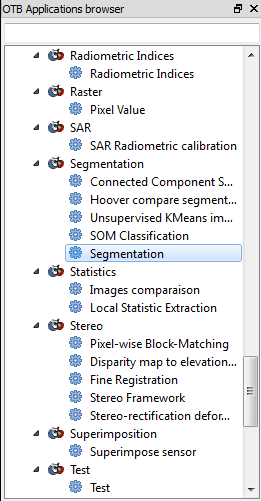 OTB Applications browser
Radiometric Indices
Radiometric Indices
Raster
Pixel Value
SAR
SAR Radiometric calibration
Segmentation
Connected Component S...
Hoover compare segment...
Unsupervised KMeans im...
SOM Classification
Segmentation
Statistics
Images comparaison
Local Statistic Extraction
Stereo
Pixel-wise Block-Matching
Disparity map to elevation...
Fine Registration
Stereo Framework
Stereo-rectification defor...
Superimposition
Superimpose sensor
Test
Test